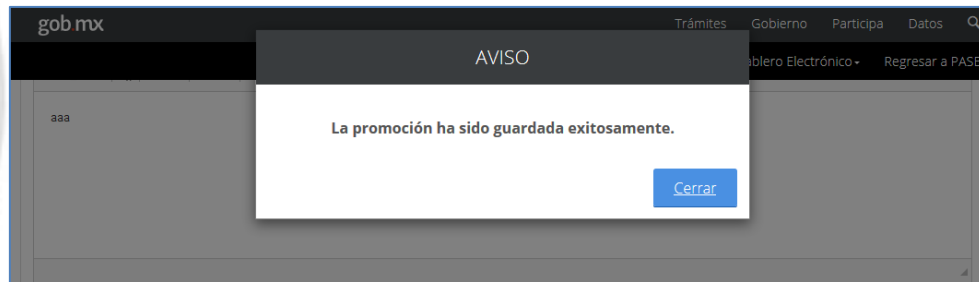 gob mx Trámites Gobierno Participa Datos
AVISO
ablero Electrónico Regresar a PASE
aaa
La promoción ha sido guardada exitosamente.
Cerrar